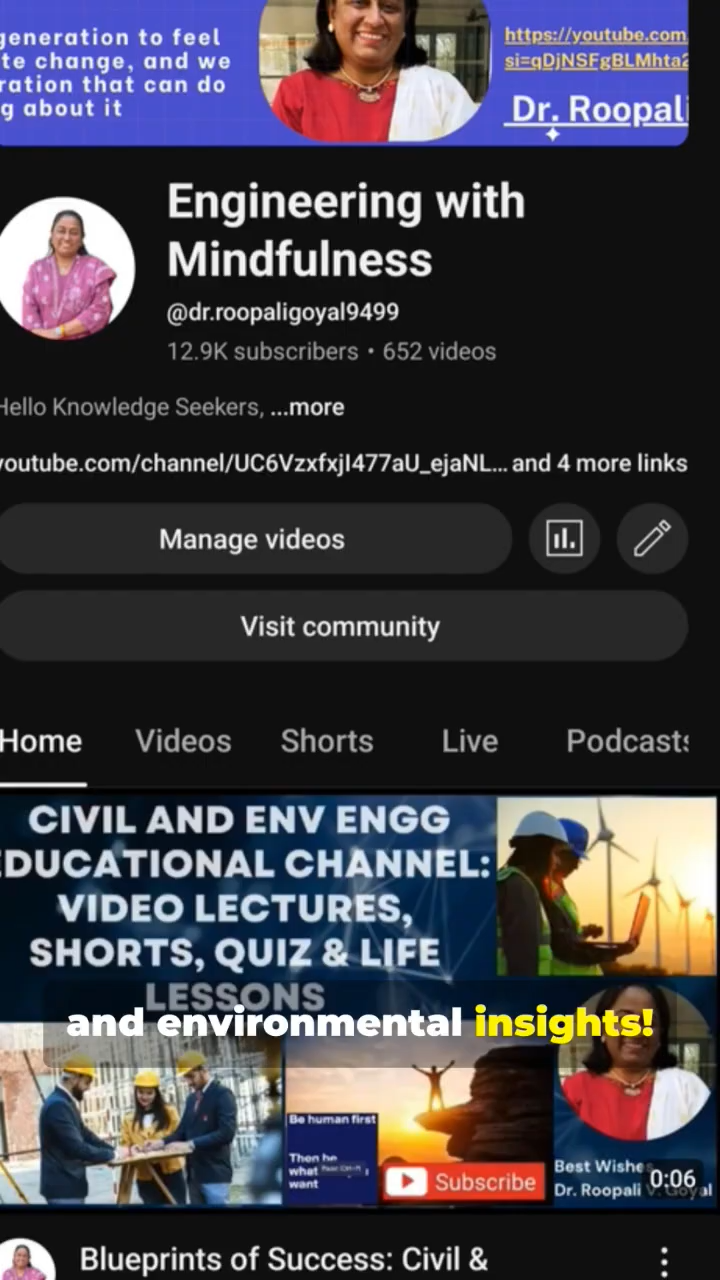 generation to feel
te change, and we
ration that can do
g about it
https://youtube.com
si=qDjNSFgBLMhta2
Dr. Roopali
Engineering with
Mindfulness
@dr.roopaligoyal9499
12.9K subscribers • 652 videos
Hello Knowledge Seekers, ...more
youtube.com/channel/UC6VzxfxjI477aU_ejaNL... and 4 more links
Manage videos
Visit community
Home Videos Shorts Live Podcasts
CIVIL AND ENV ENGG
EDUCATIONAL CHANNEL:
VIDEO LECTURES,
SHORTS, QUIZ & LIFE
LESSONS
and environmental insights!
Be human first
Then be
what
want
Subscribe
Best Wishes
Dr. Roopali V. Goyal
0:06
Blueprints of Success: Civil &